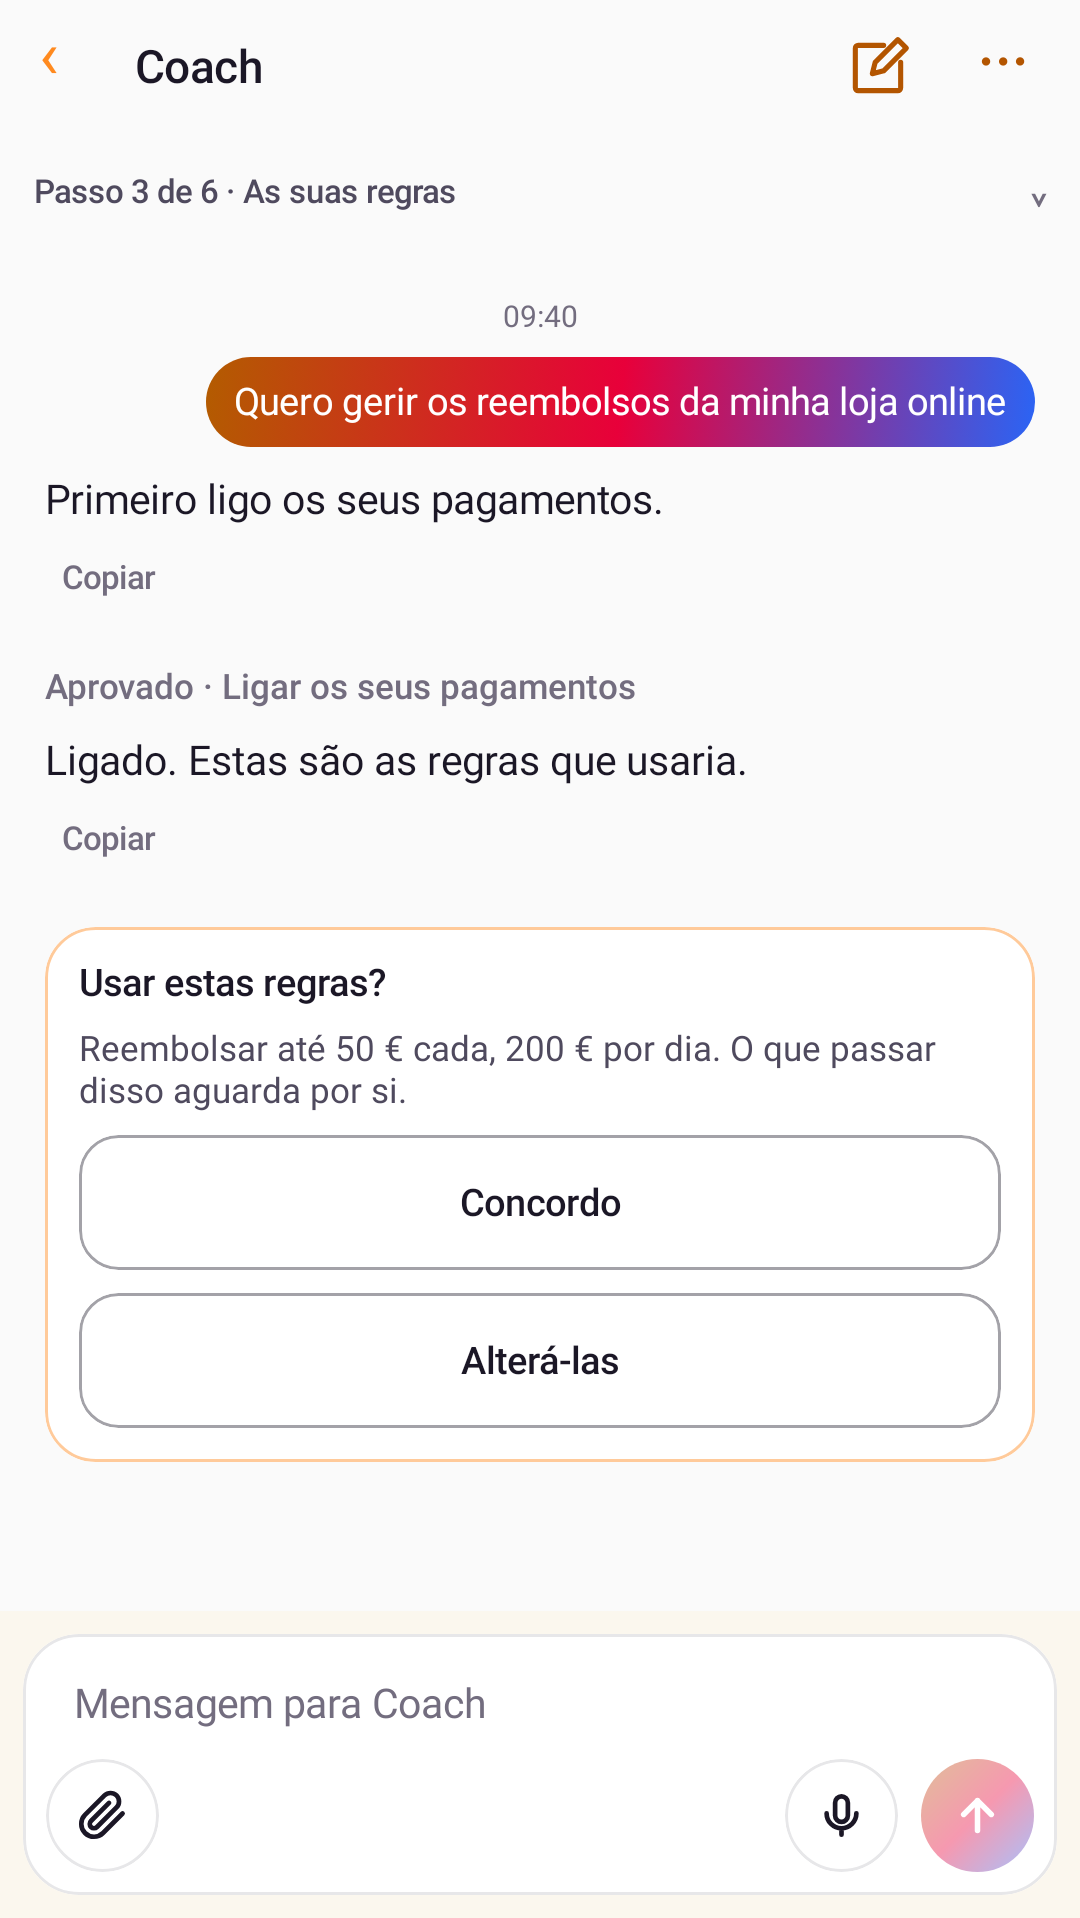 Coach
Passo 3 de 6 · As suas regras
09:40
Quero gerir os reembolsos da minha loja online
Primeiro ligo os seus pagamentos.
Copiar
Aprovado · Ligar os seus pagamentos
Ligado. Estas são as regras que usaria.
Copiar
Usar estas regras?
Reembolsar até 50 € cada, 200 € por dia. O que passar
disso aguarda por si.
Concordo
Alterá-las
Mensagem para Coach